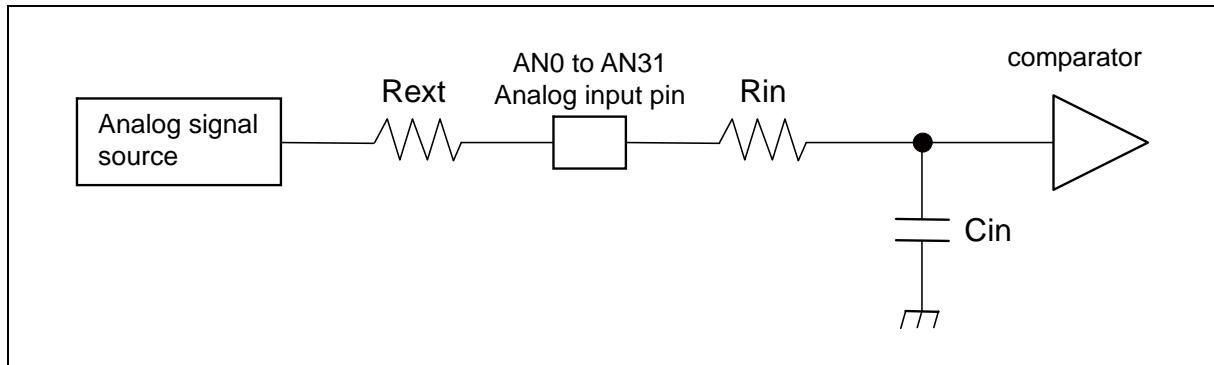 comparator
AN0 to AN31
Analog input pin
Rext
Rin
Analog signal
source
Cin